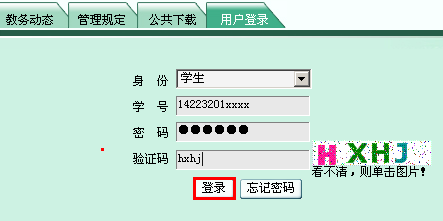 教务动态 管理规定 公共下载 用户登录
身 份 学生
学 号 14223201xxxx
密 码 ●●●●●●
验证码 hxhj HXHJ
看不清，则单击图片!
登录 忘记密码